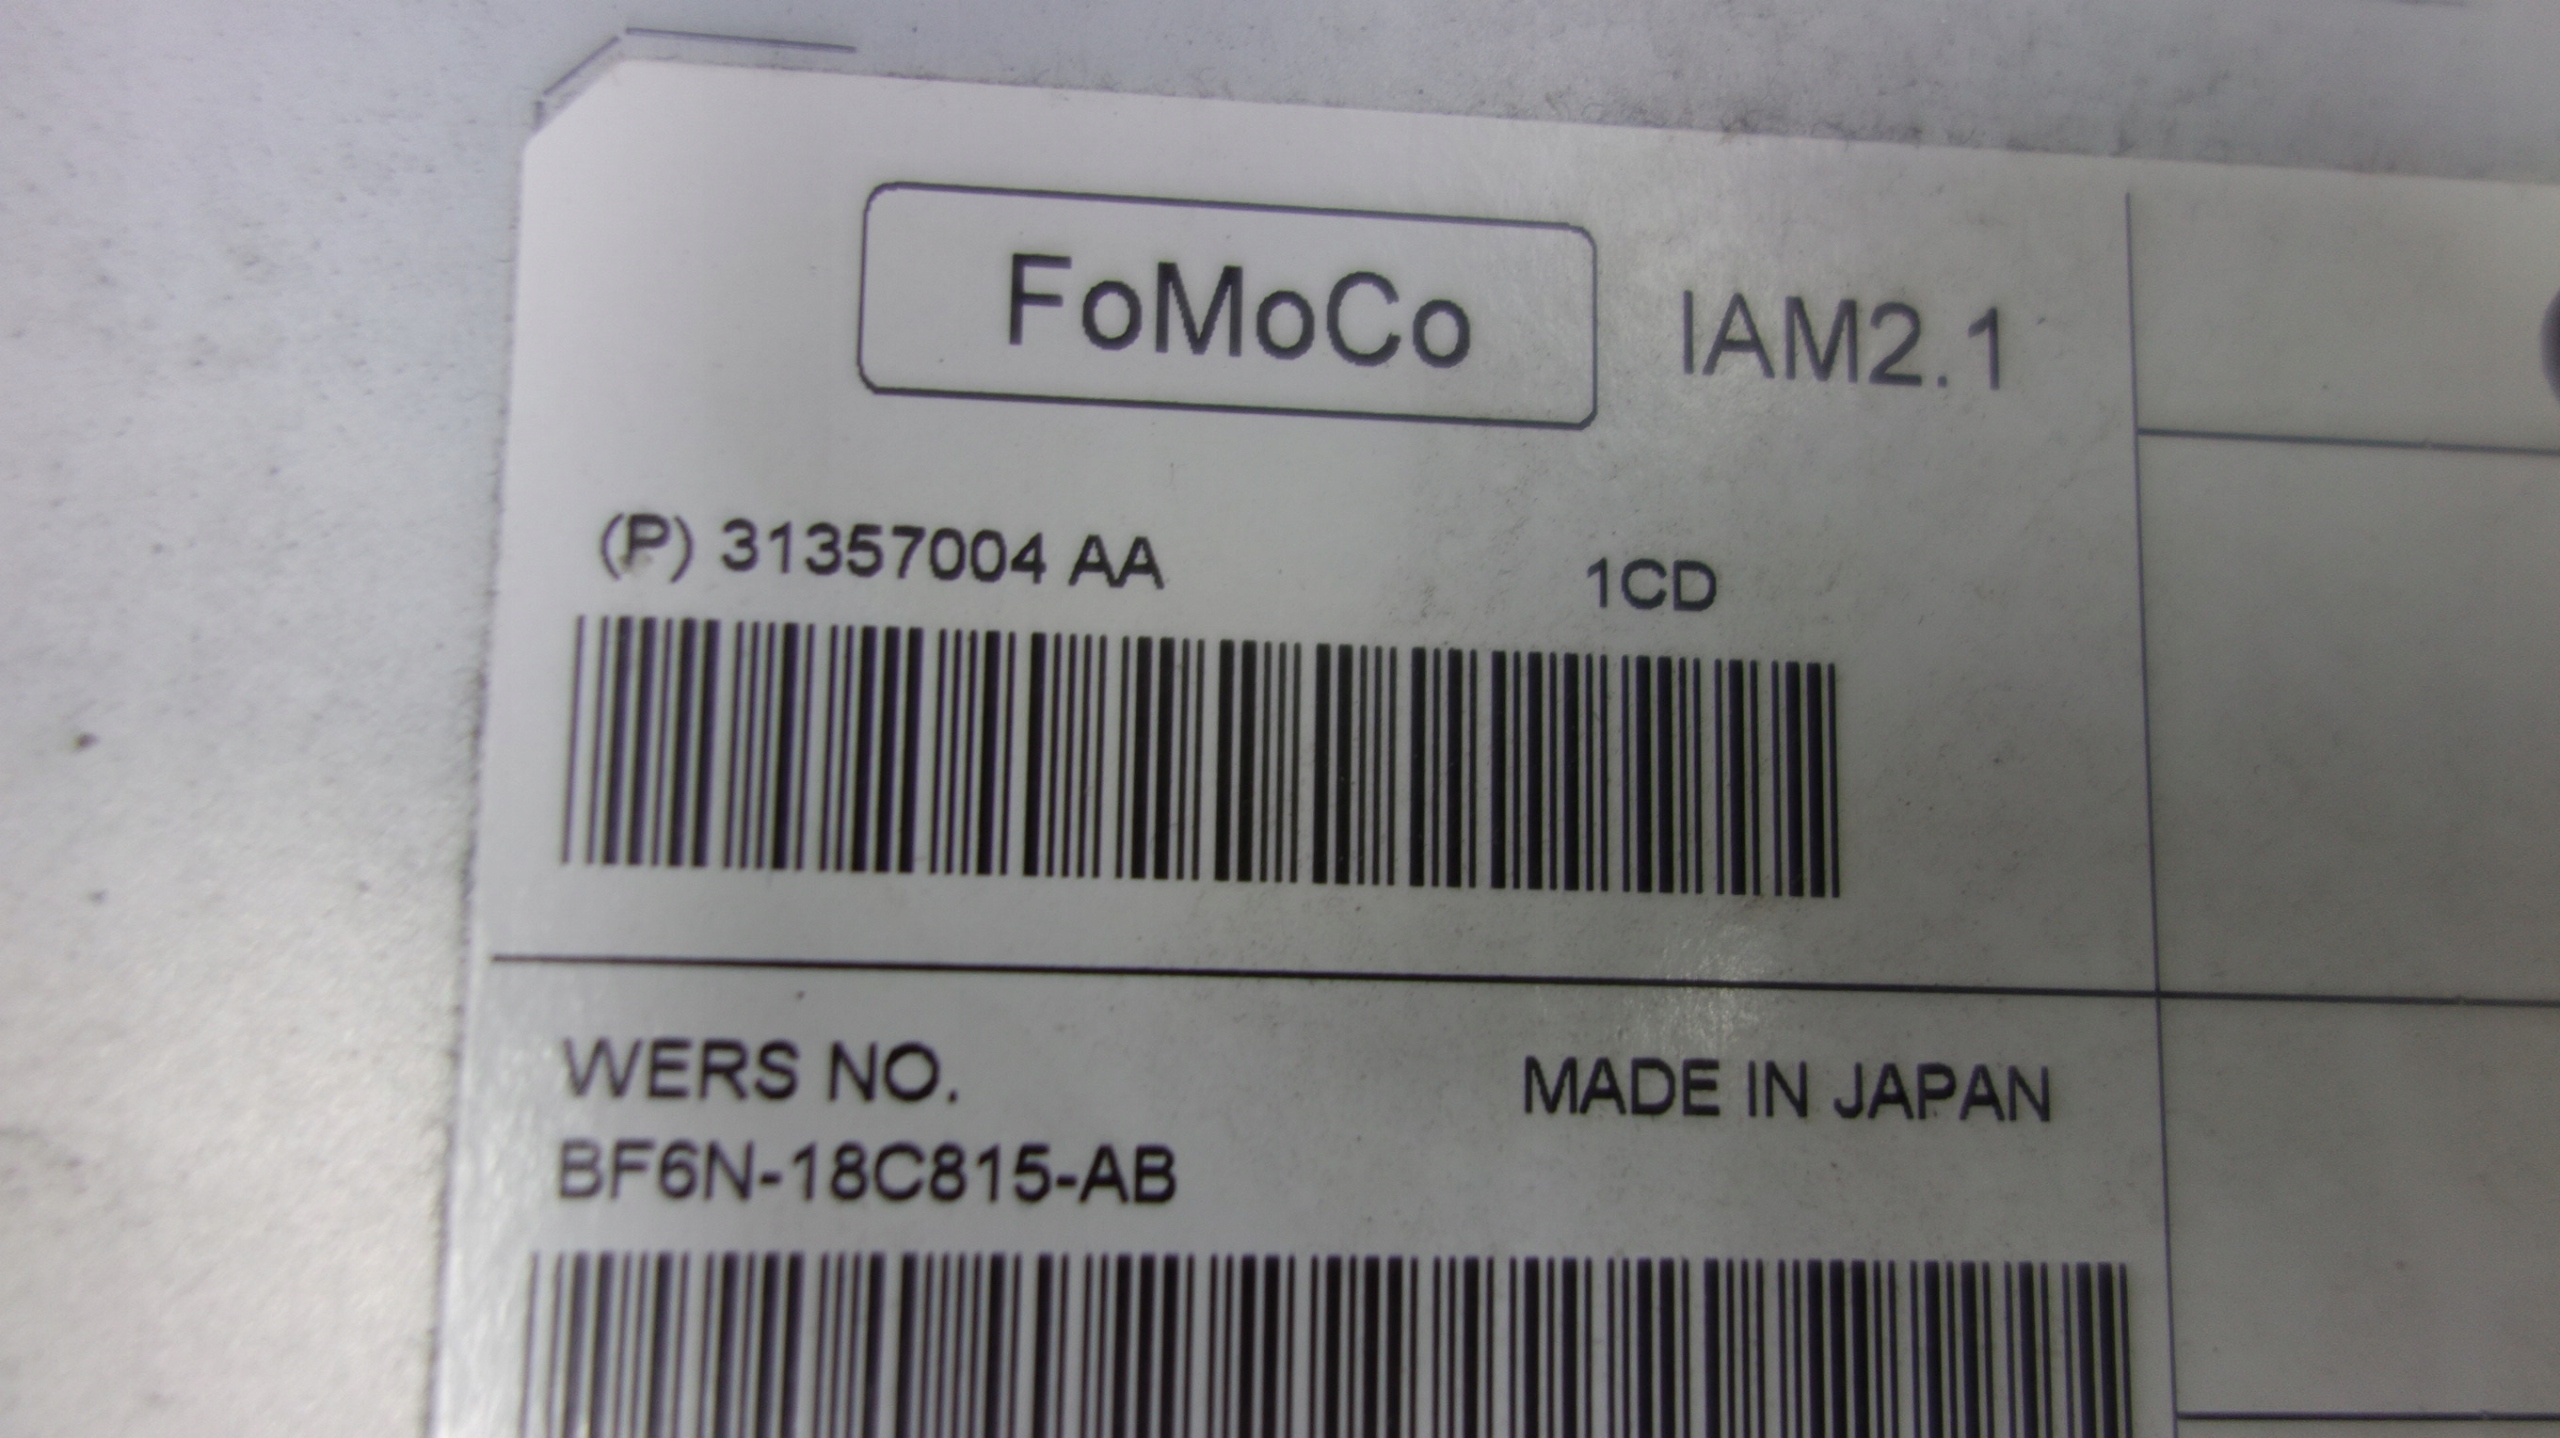 FoMoCo IAM2.1
(P) 31357004 AA 1CD
WERS NO. MADE IN JAPAN
BF6N-18C815-AB